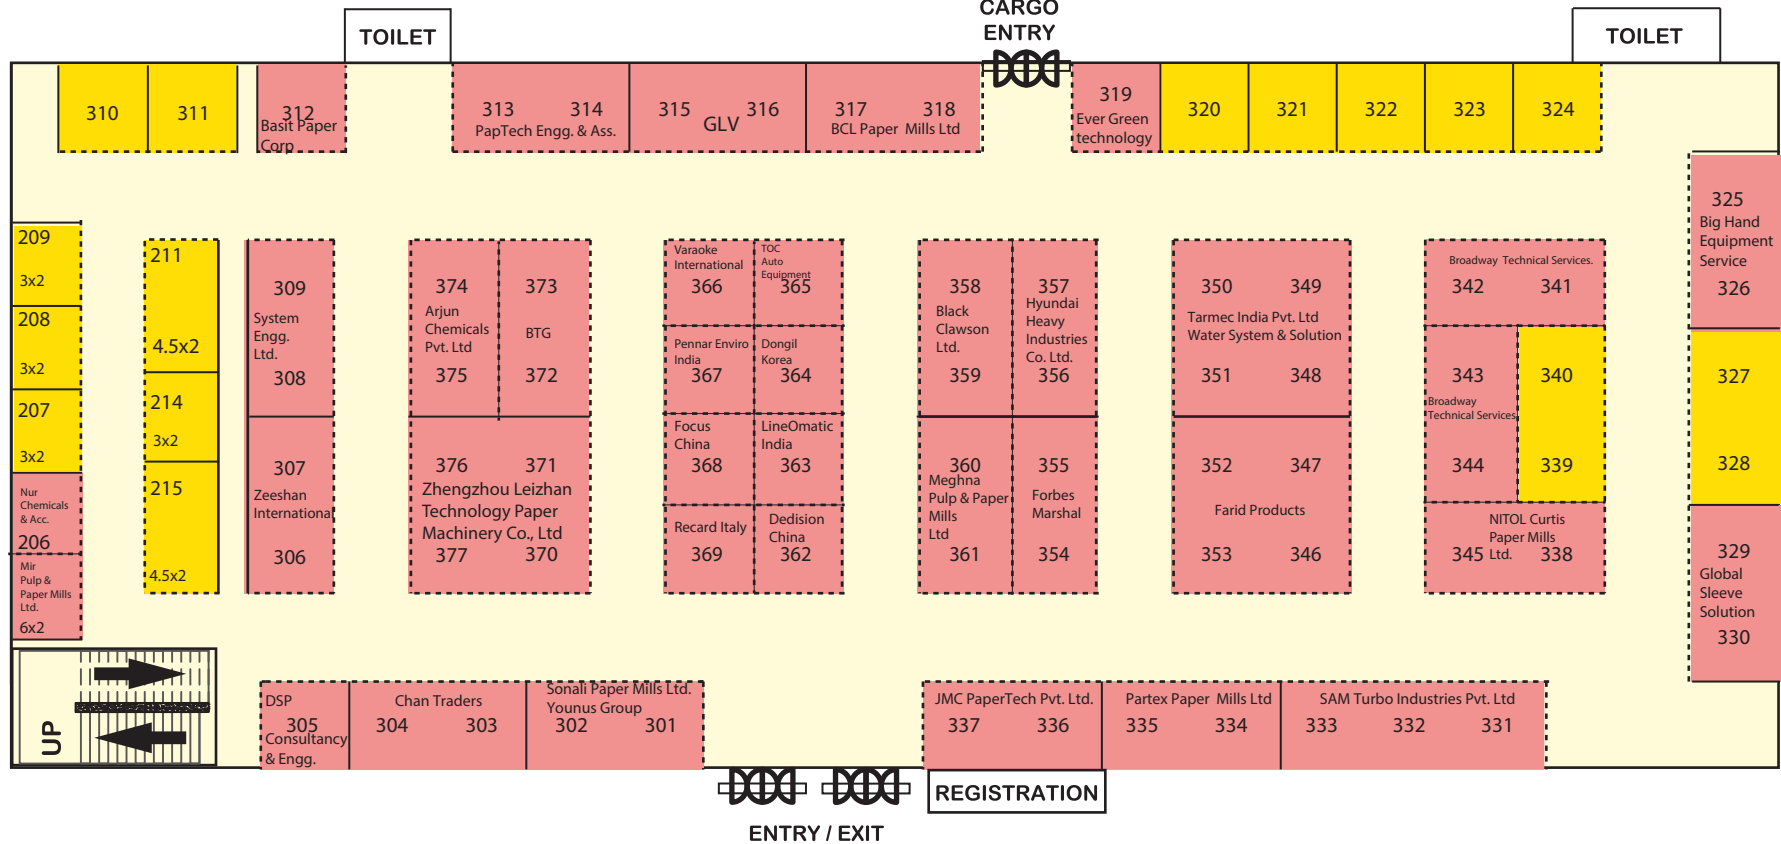 CARGO
ENTRY
TOILET
TOILET
310
311
312
Basit Paper
Corp
313 314
PapTech Engg. & Ass.
315 316
GLV
317 318
BCL Paper Mills Ltd
319
Ever Green
technology
320
321
322
323
324
325
Big Hand
Equipment
Service
326
327
328
329
Global
Sleeve
Solution
330
209
3x2
208
3x2
207
3x2
Nur
Chemicals
& Acc.
206
Mir
Pulp &
Paper Mills
Ltd.
6x2
211
4.5x2
214
3x2
215
4.5x2
309
System
Engg.
Ltd.
308
307
Zeeshan
International
306
374
Arjun
Chemicals
Pvt. Ltd
375
373
BTG
372
376 371
Zhengzhou Leizhan
Technology Paper
Machinery Co., Ltd
377 370
Varaoke
International
366
TOC
Auto
Equipment
365
Pennar Enviro
India
367
Dongil
Korea
364
Focus
China
368
LineOmatic
India
363
Recard Italy
369
Dedision
China
362
358
Black
Clawson
Ltd.
359
357
Hyundai
Heavy
Industries
Co. Ltd.
356
360
Meghna
Pulp & Paper
Mills
Ltd
361
355
Forbes
Marshal
354
350 349
Tarmec India Pvt. Ltd
Water System & Solution
351 348
352 347
Farid Products
353 346
Broadway Technical Services.
342 341
343
Broadway
Technical Services
344
340
339
NITOL Curtis
Paper Mills
Ltd.
345 338
UP
DSP
305
Consultancy
& Engg.
Chan Traders
304 303
Sonali Paper Mills Ltd.
Younus Group
302 301
JMC PaperTech Pvt. Ltd.
337 336
Partex Paper Mills Ltd
335 334
SAM Turbo Industries Pvt. Ltd
333 332 331
REGISTRATION
ENTRY / EXIT